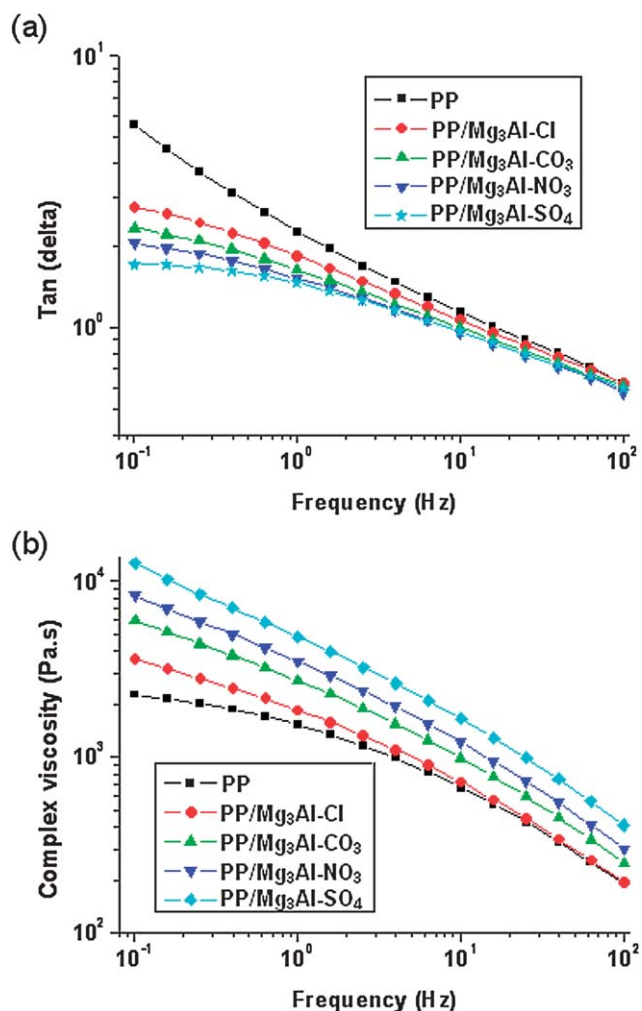 (a)
10¹
10⁰
10⁻¹ 10⁰ 10¹ 10²
Tan (delta)
Frequency (Hz)
PP
PP/Mg₃Al-Cl
PP/Mg₃Al-CO₃
PP/Mg₃Al-NO₃
PP/Mg₃Al-SO₄
(b)
10⁴
10³
10²
10⁻¹ 10⁰ 10¹ 10²
Complex viscosity (Pa.s)
Frequency (Hz)
PP
PP/Mg₃Al-Cl
PP/Mg₃Al-CO₃
PP/Mg₃Al-NO₃
PP/Mg₃Al-SO₄